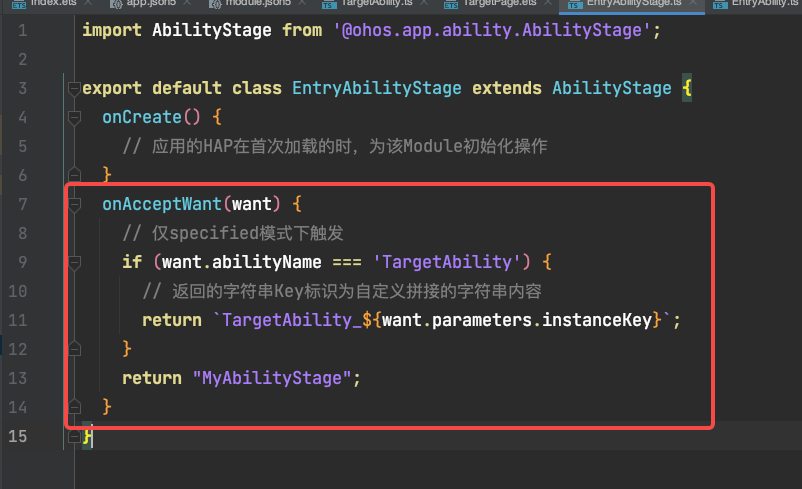 Index.ets app.json5 module.json5 TargetAbility.ts TargetPage.ets EntryAbilityStage.ts EntryAbility.ts
1 import AbilityStage from '@ohos.app.ability.AbilityStage';
2
3 export default class EntryAbilityStage extends AbilityStage {
4 onCreate() {
5 // 应用的HAP在首次加载的时，为该Module初始化操作
6 }
7 onAcceptWant(want) {
8 // 仅specified模式下触发
9 if (want.abilityName === 'TargetAbility') {
10 // 返回的字符串Key标识为自定义拼接的字符串内容
11 return `TargetAbility_${want.parameters.instanceKey}`;
12 }
13 return "MyAbilityStage";
14 }
15 }